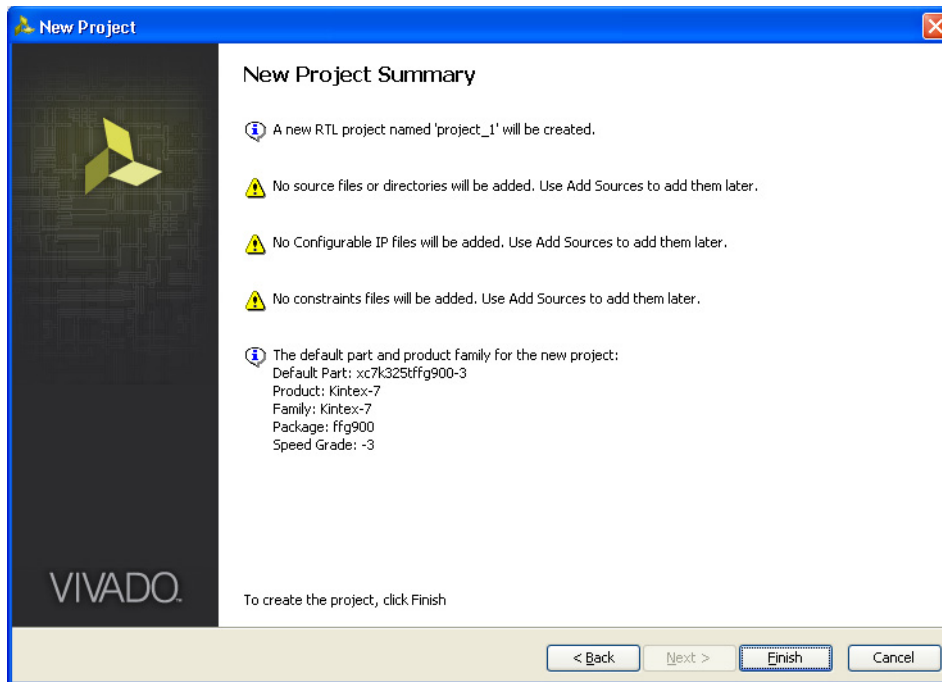 New Project
New Project Summary
A new RTL project named 'project_1' will be created.
No source files or directories will be added. Use Add Sources to add them later.
No Configurable IP files will be added. Use Add Sources to add them later.
No constraints files will be added. Use Add Sources to add them later.
The default part and product family for the new project:
Default Part: xc7k325tffg900-3
Product: Kintex-7
Family: Kintex-7
Package: ffg900
Speed Grade: -3
VIVADO™
To create the project, click Finish
< Back
Next >
Finish
Cancel